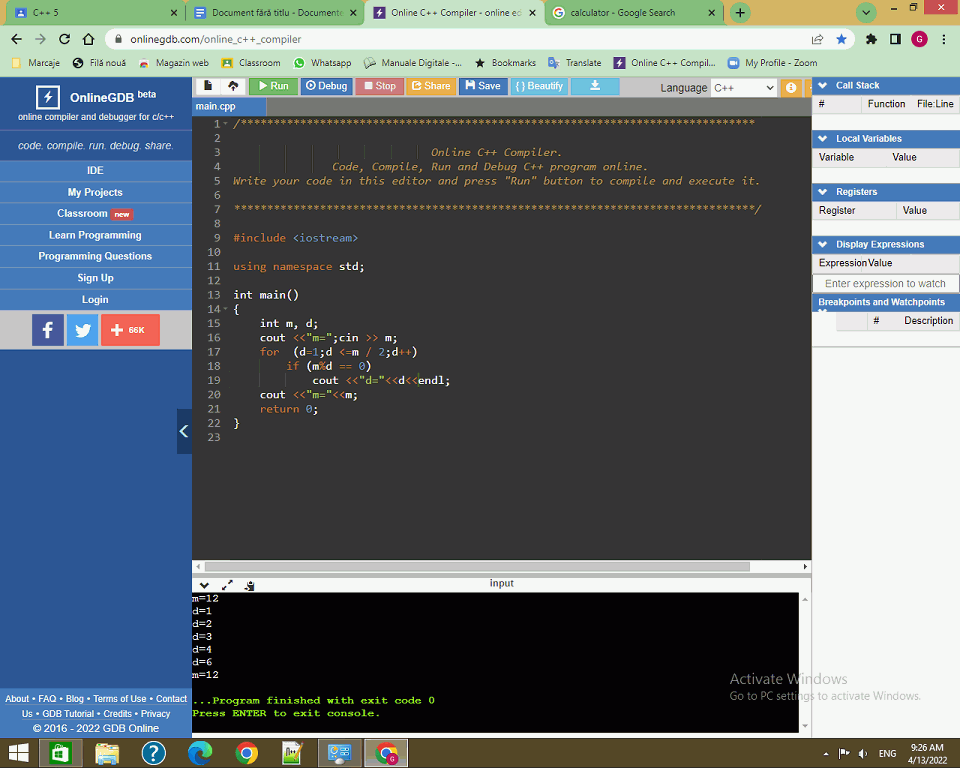 C++ 5
Document fără titlu - Documente
Online C++ Compiler - online ed
calculator - Google Search
onlinegdb.com/online_c++_compiler
G
Marcaje
Filă nouă
Magazin web
Classroom
Whatsapp
Manuale Digitale -...
Bookmarks
Translate
Online C++ Compil...
My Profile - Zoom
OnlineGDB beta
online compiler and debugger for c/c++
code. compile. run. debug. share.
IDE
My Projects
Classroom new
Learn Programming
Programming Questions
Sign Up
Login
+ 66K
About • FAQ • Blog • Terms of Use • Contact
Us • GDB Tutorial • Credits • Privacy
© 2016 - 2022 GDB Online
Run
Debug
Stop
Share
Save
{ } Beautify
Language C++
main.cpp
1 /******************************************************************************
2
3 Online C++ Compiler.
4 Code, Compile, Run and Debug C++ program online.
5 Write your code in this editor and press "Run" button to compile and execute it.
6
7 *******************************************************************************/
8
9 #include <iostream>
10
11 using namespace std;
12
13 int main()
14 {
15 int m, d;
16 cout <<"m=";cin >> m;
17 for  (d=1;d <=m / 2;d++)
18 if (m%d == 0)
19 cout <<"d="<<d<<endl;
20 cout <<"m="<<m;
21 return 0;
22 }
23
input
m=12
d=1
d=2
d=3
d=4
d=6
m=12
...Program finished with exit code 0
Press ENTER to exit console.
Call Stack
# Function File:Line
Local Variables
Variable Value
Registers
Register Value
Display Expressions
Expression Value
Enter expression to watch
Breakpoints and Watchpoints
# Description
Activate Windows
Go to PC settings to activate Windows.
ENG
9:26 AM
4/13/2022